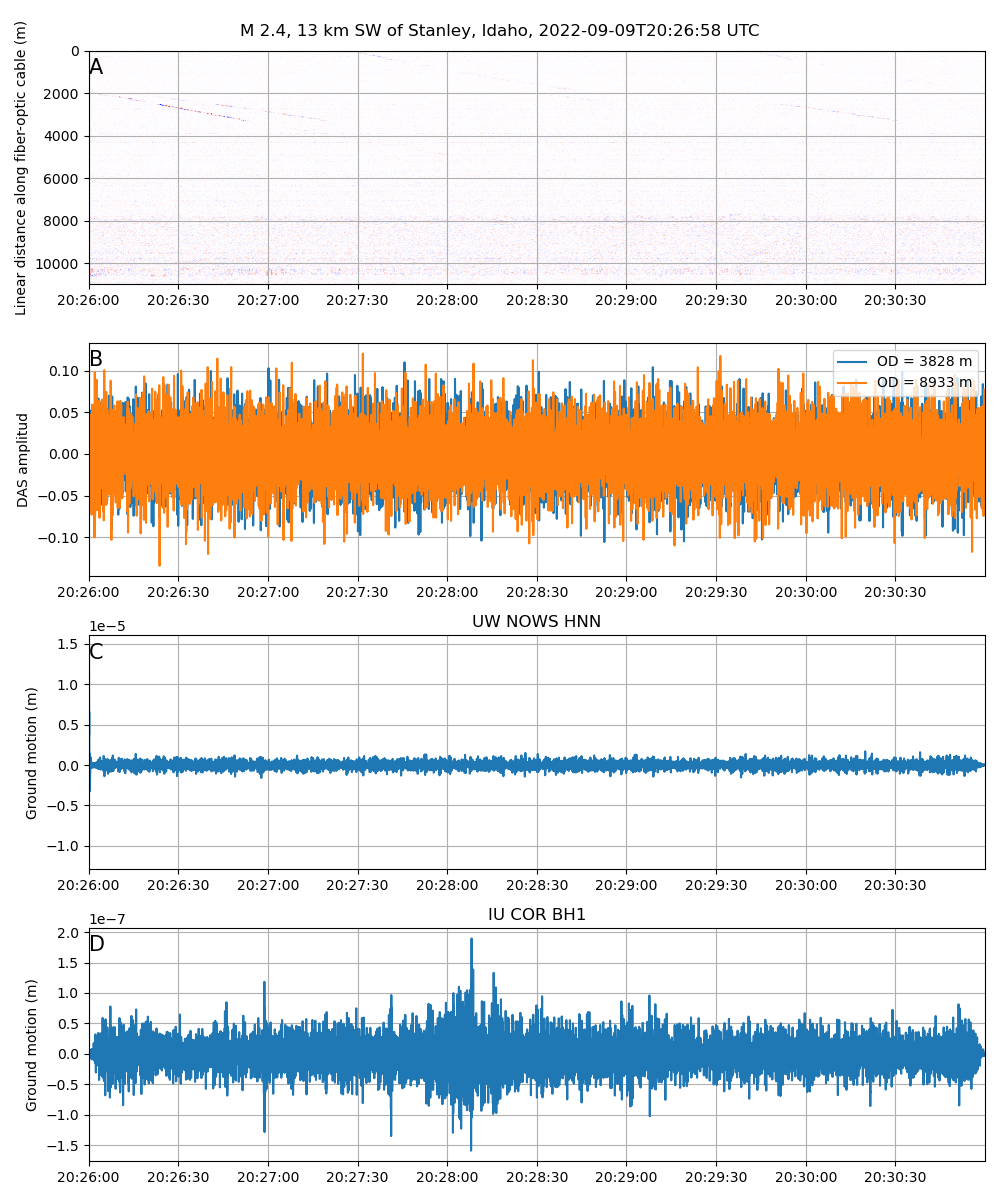 M 2.4, 13 km SW of Stanley, Idaho, 2022-09-09T20:26:58 UTC
A
Linear distance along fiber-optic cable (m)
0
2000
4000
6000
8000
10000
20:26:00 20:26:30 20:27:00 20:27:30 20:28:00 20:28:30 20:29:00 20:29:30 20:30:00 20:30:30
B
OD = 3828 m
OD = 8933 m
DAS amplitud
0.10
0.05
0.00
−0.05
−0.10
20:26:00 20:26:30 20:27:00 20:27:30 20:28:00 20:28:30 20:29:00 20:29:30 20:30:00 20:30:30
UW NOWS HNN
1e−5
C
Ground motion (m)
1.5
1.0
0.5
0.0
−0.5
−1.0
20:26:00 20:26:30 20:27:00 20:27:30 20:28:00 20:28:30 20:29:00 20:29:30 20:30:00 20:30:30
IU COR BH1
1e−7
D
Ground motion (m)
2.0
1.5
1.0
0.5
0.0
−0.5
−1.0
−1.5
20:26:00 20:26:30 20:27:00 20:27:30 20:28:00 20:28:30 20:29:00 20:29:30 20:30:00 20:30:30